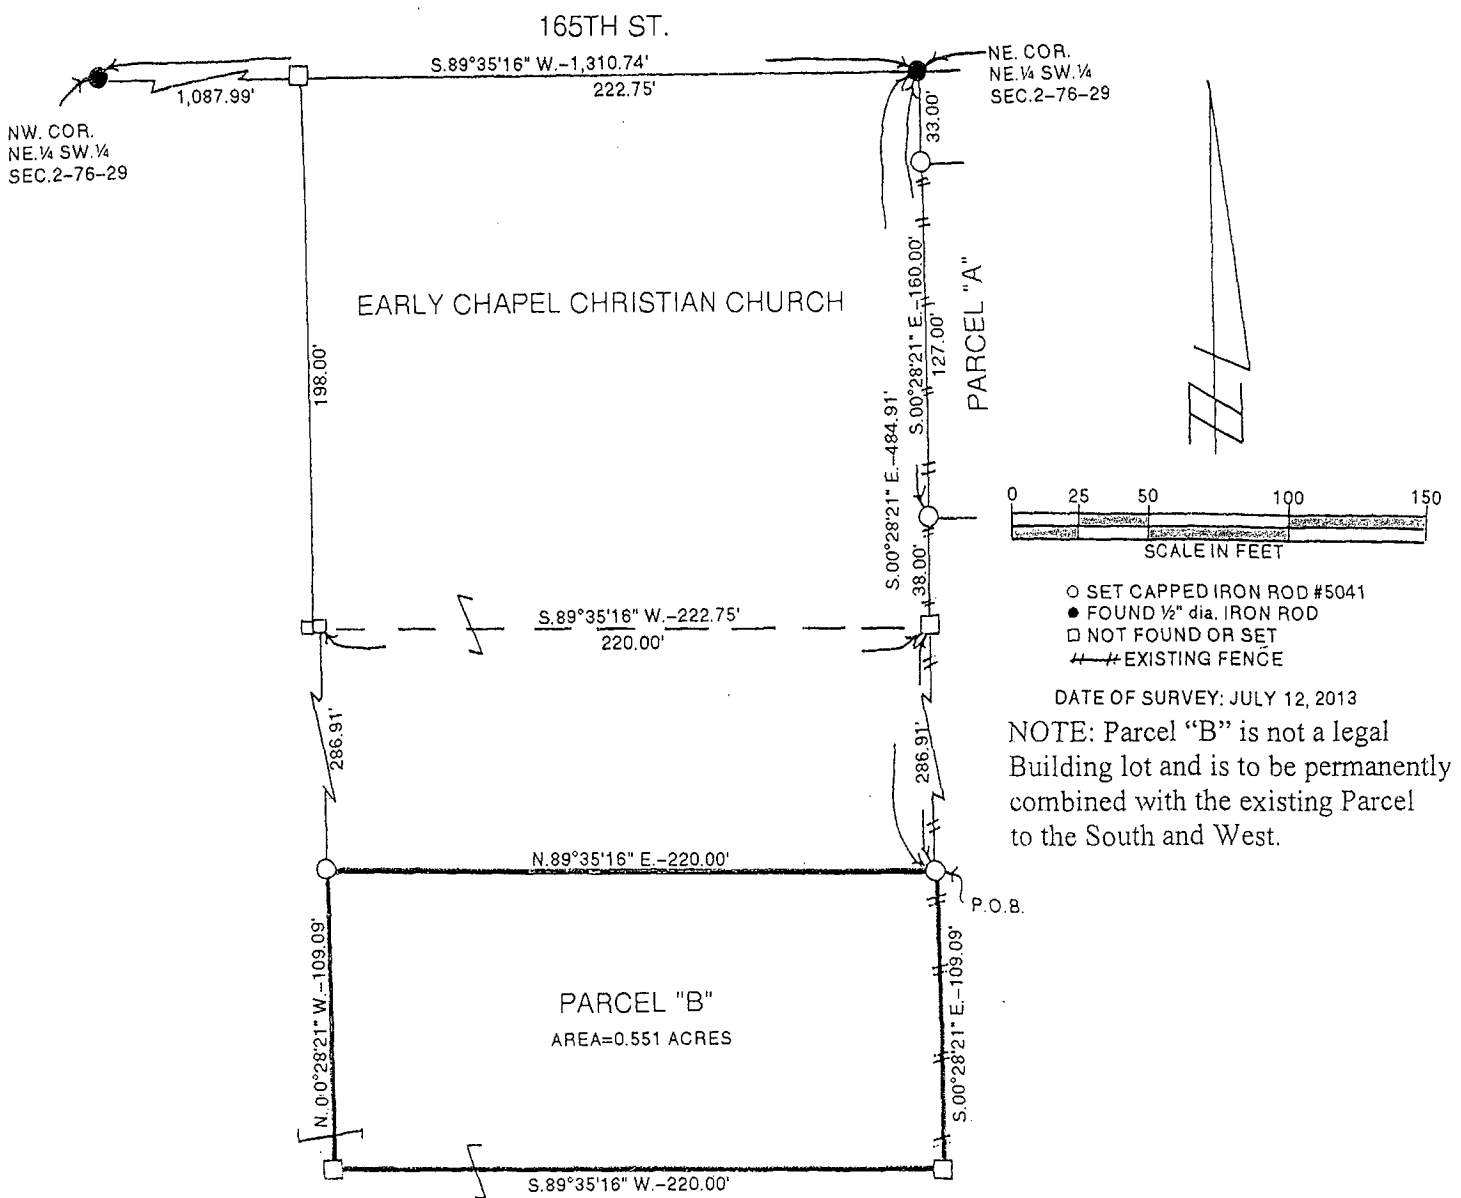 165TH ST.
S.89°35'16" W.-1,310.74'
222.75'
1,087.99'
NW. COR.
NE.¼ SW.¼
SEC.2-76-29
NE. COR.
NE.¼ SW.¼
SEC.2-76-29
33.00'
EARLY CHAPEL CHRISTIAN CHURCH
198.00'
S.00°28'21" E.-160.00'
127.00'
PARCEL "A"
S.00°28'21" E.-484.91'
38.00'
0 25 50 100 150
SCALE IN FEET
SET CAPPED IRON ROD #5041
FOUND ½" dia. IRON ROD
NOT FOUND OR SET
EXISTING FENCE
DATE OF SURVEY: JULY 12, 2013
NOTE: Parcel “B” is not a legal
Building lot and is to be permanently
combined with the existing Parcel
to the South and West.
S.89°35'16" W.-222.75'
220.00'
286.91'
286.91'
N.89°35'16" E.-220.00'
P.O.B.
N.00°28'21" W.-109.09'
PARCEL "B"
AREA=0.551 ACRES
S.00°28'21" E.-109.09'
S.89°35'16" W.-220.00'